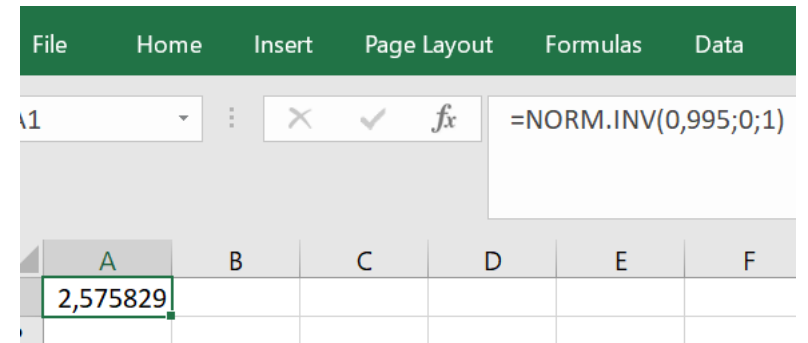 File Home Insert Page Layout Formulas Data
A1 fx =NORM.INV(0,995;0;1)
A B C D E F
2,575829